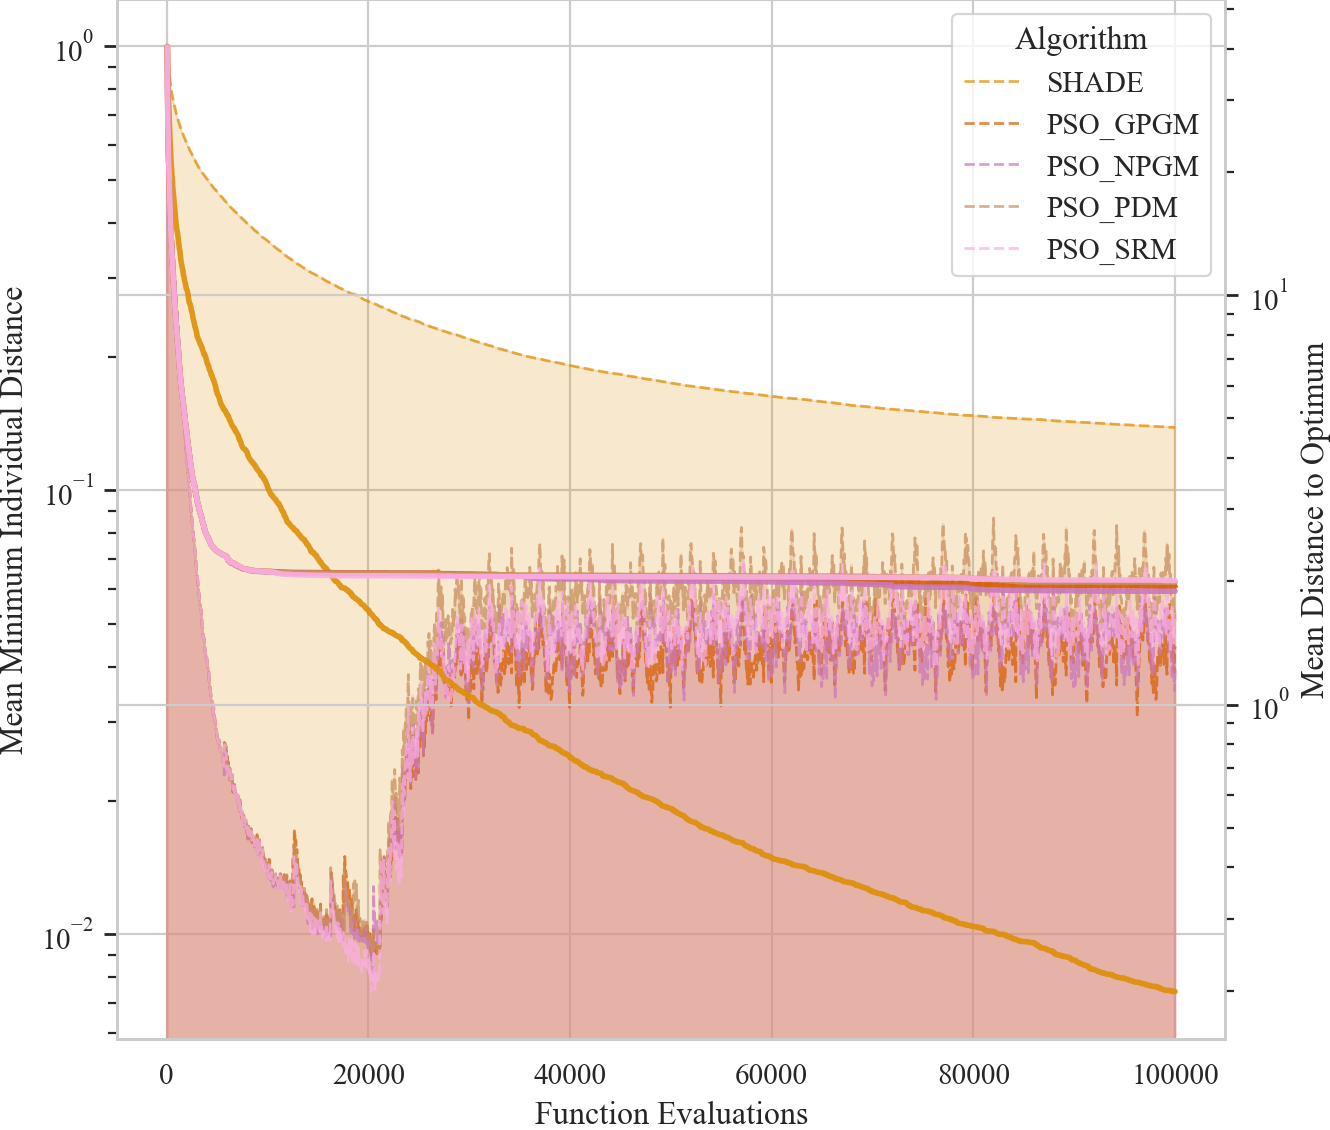 Algorithm
SHADE
PSO_GPGM
PSO_NPGM
PSO_PDM
PSO_SRM
10^0
10^−1
10^−2
Mean Minimum Individual Distance
10^1
10^0
Mean Distance to Optimum
0 20000 40000 60000 80000 100000
Function Evaluations